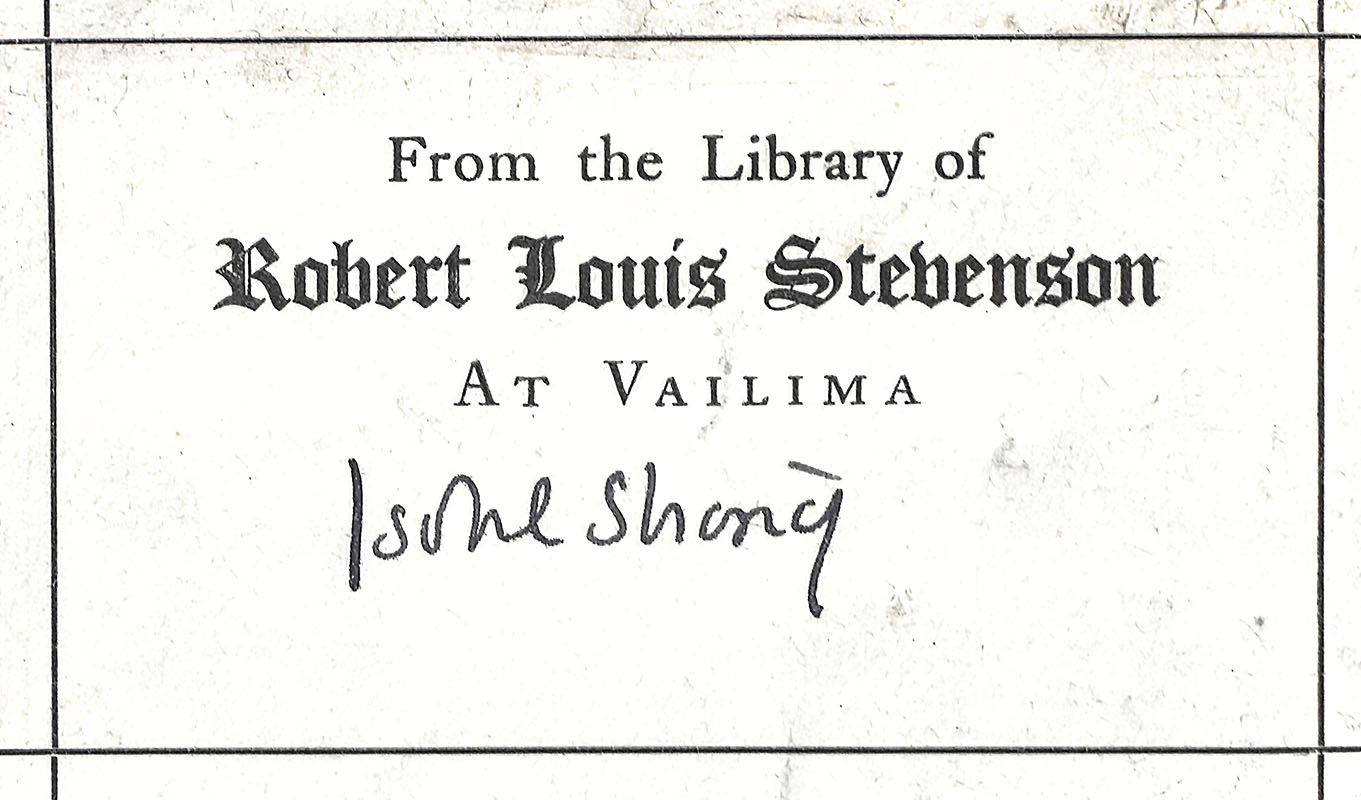 From the Library of
Robert Louis Stevenson
AT VAILIMA
Isobel Strong